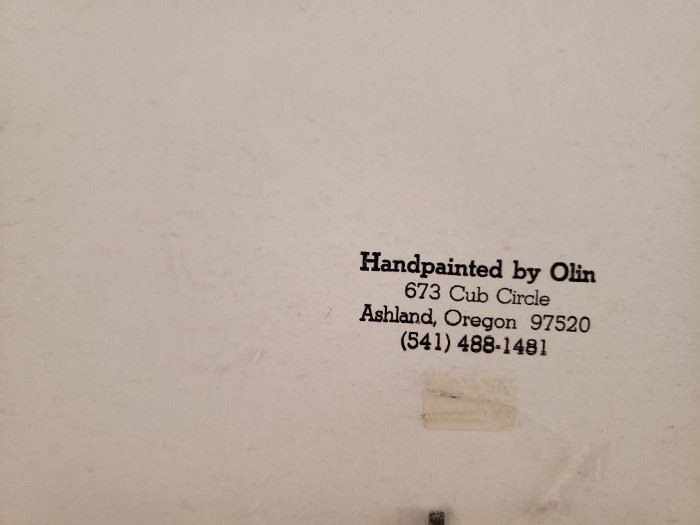 Handpainted by Olin
673 Cub Circle
Ashland, Oregon 97520
(541) 488-1481